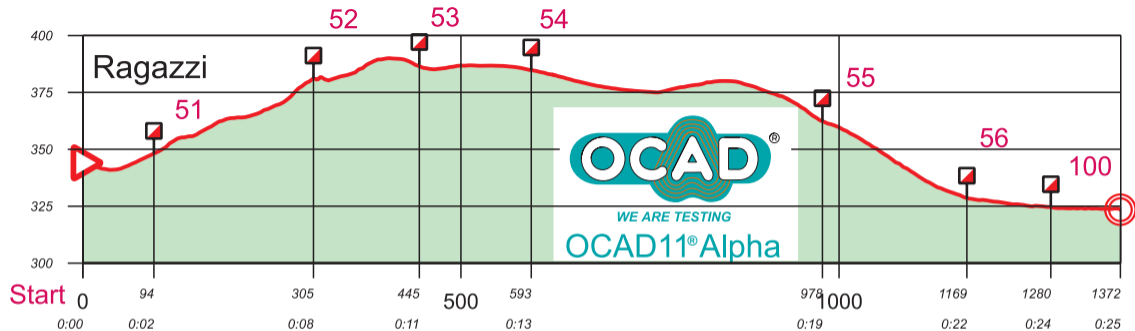 400
375
350
325
300
Ragazzi
51
52
53
54
55
56
100
OCAD®
WE ARE TESTING
OCAD11® Alpha
Start 0 94 305 445 500 593 978 1000 1169 1280 1372
0:00 0:02 0:08 0:11 0:13 0:19 0:22 0:24 0:25